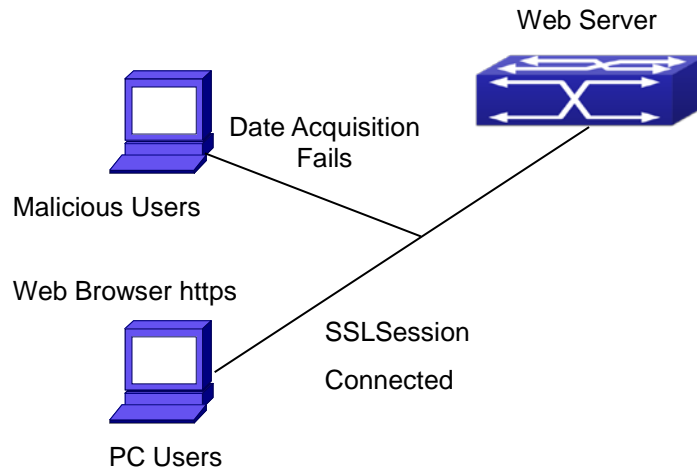 Web Server
Date Acquisition
Fails
Malicious Users
Web Browser https
SSLSession
Connected
PC Users